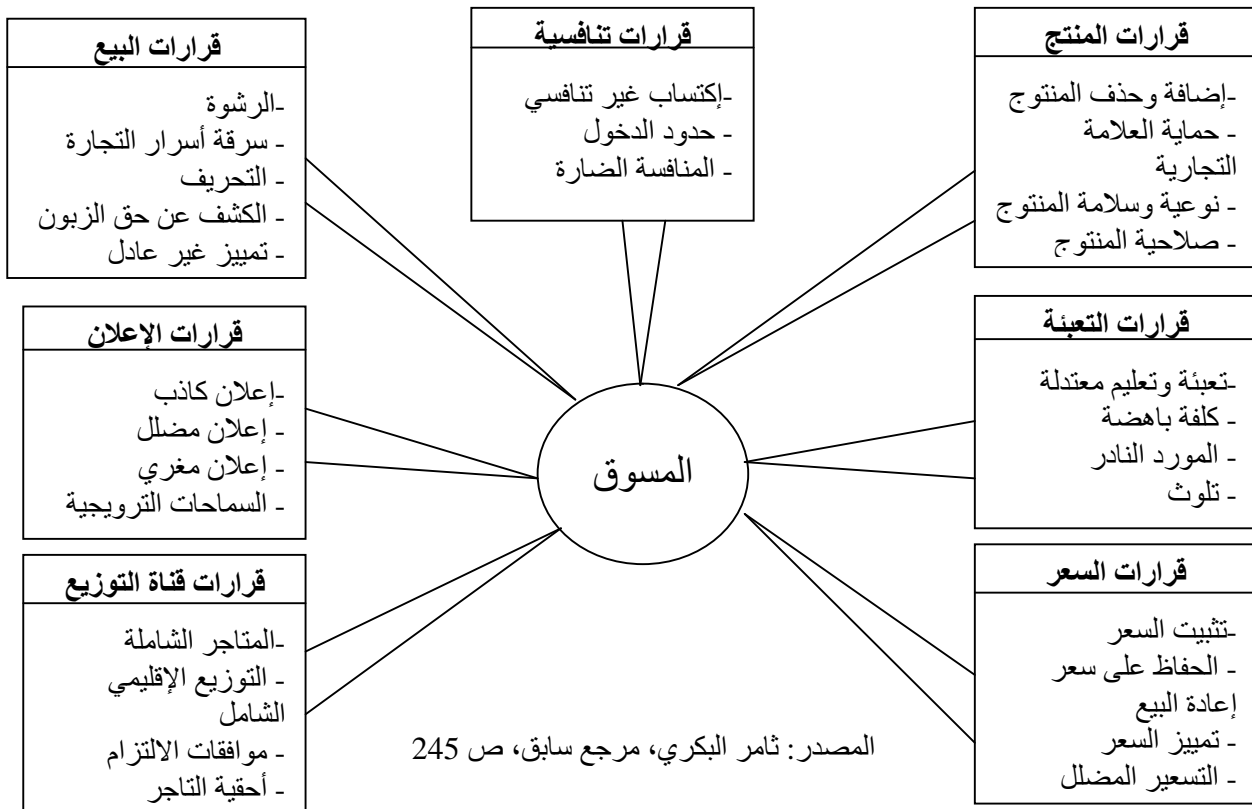 قرارات المنتج
-إضافة وحذف المنتوج
- حماية العلامة
التجارية
- نوعية وسلامة المنتوج
- صلاحية المنتوج
قرارات تنافسية
-إكتساب غير تنافسي
- حدود الدخول
- المنافسة الضارة
قرارات البيع
-الرشوة
- سرقة أسرار التجارة
- التحريف
- الكشف عن حق الزبون
- تمييز غير عادل
قرارات التعبئة
-تعبئة وتعليم معتدلة
- كلفة باهضة
- المورد النادر
- تلوث
المسوق
قرارات الإعلان
-إعلان كاذب
- إعلان مضلل
- إعلان مغري
- السماحات الترويجية
قرارات السعر
-تثبيت السعر
- الحفاظ على سعر
إعادة البيع
- تمييز السعر
- التسعير المضلل
قرارات قناة التوزيع
-المتاجر الشاملة
- التوزيع الإقليمي
الشامل
- موافقات الالتزام
- أحقية التاجر
المصدر: ثامر البكري، مرجع سابق، ص 245